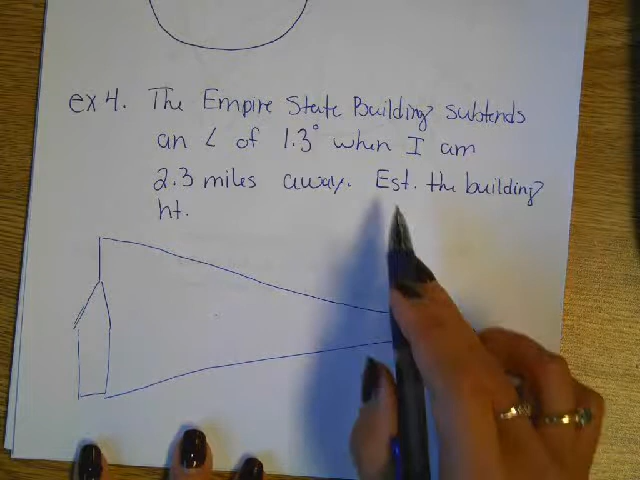 ex 4. The Empire State Building subtends
an ∠ of 1.3° when I am
2.3 miles away. Est. the building
ht.